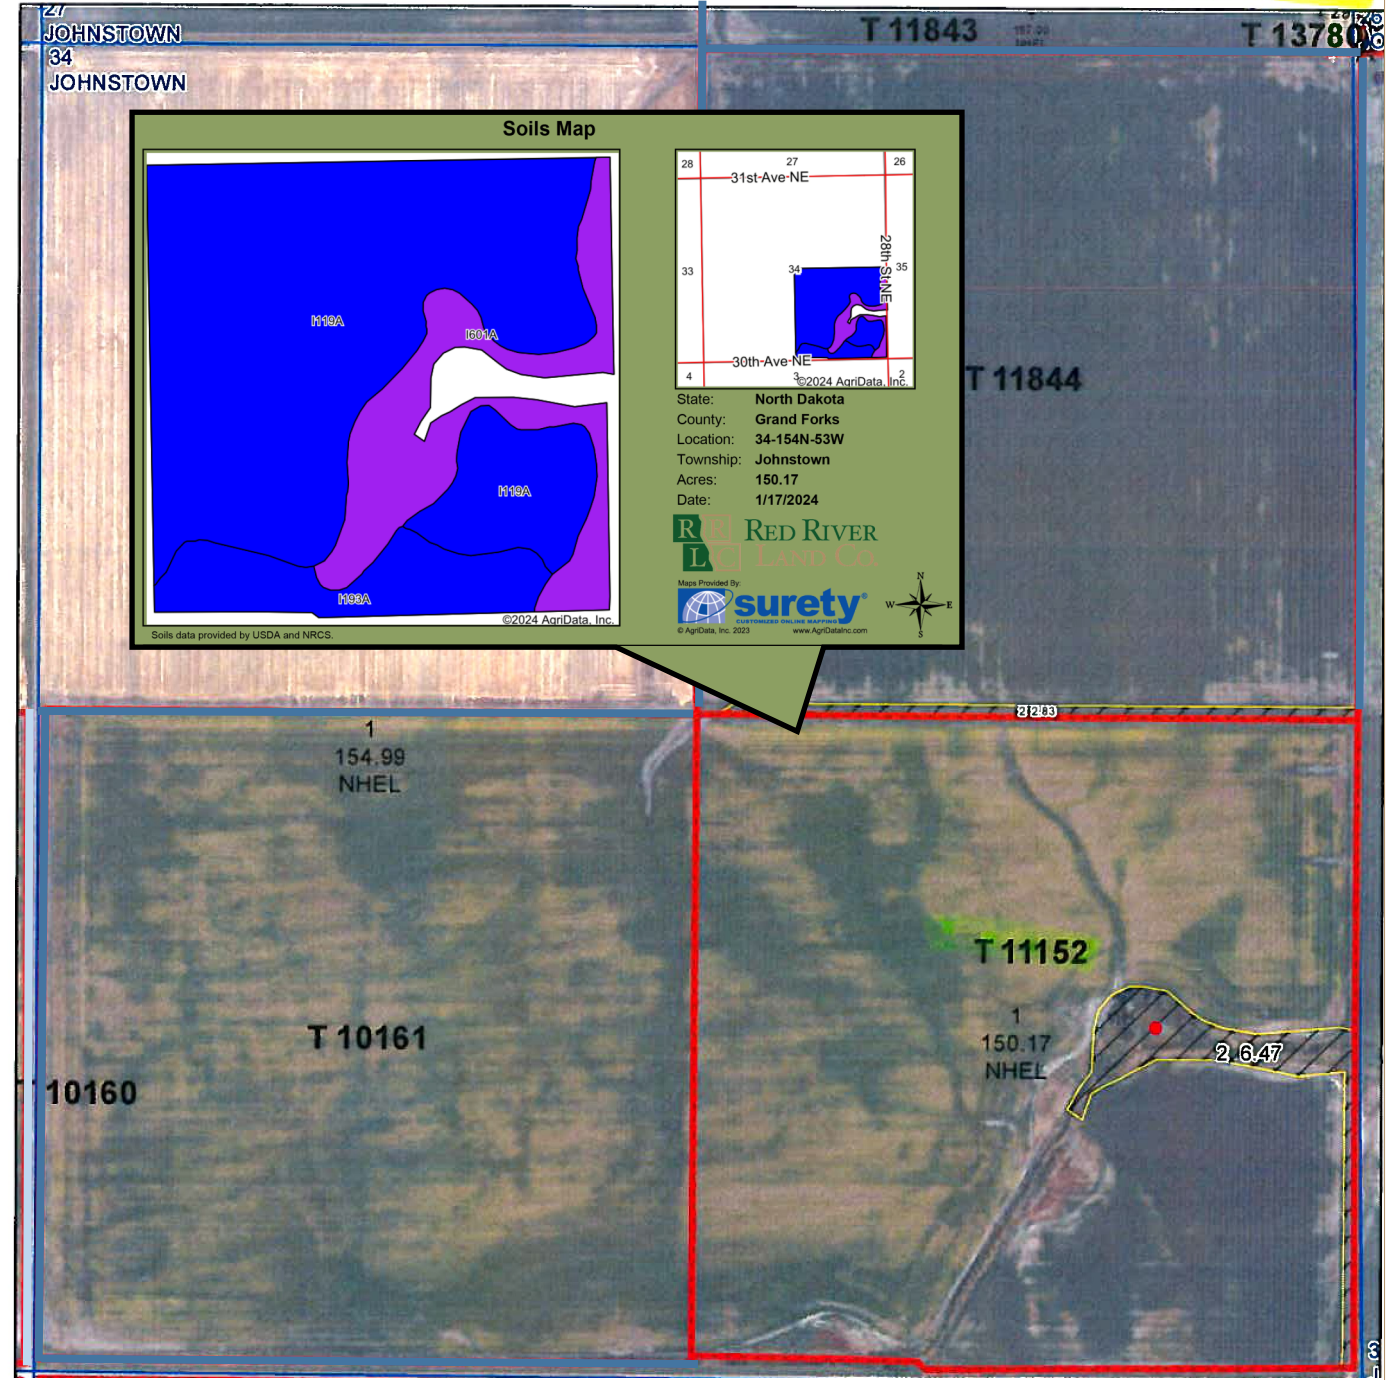 27
JOHNSTOWN
34
JOHNSTOWN
T 11843
T 13780
Soils Map
I119A
I601A
I119A
I193A
©2024 AgriData, Inc.
Soils data provided by USDA and NRCS.
28
27
26
31st Ave NE
33
34
35
28th St NE
30th Ave NE
4
3
2
©2024 AgriData, Inc.
State: North Dakota
County: Grand Forks
Location: 34-154N-53W
Township: Johnstown
Acres: 150.17
Date: 1/17/2024
R R
L C
RED RIVER
LAND CO.
Maps Provided By:
surety®
CUSTOMIZED ONLINE MAPPING
© AgriData, Inc. 2023
www.AgriDataInc.com
N
W E
S
T 11844
1
154.99
NHEL
T 11152
1
150.17
NHEL
2 6.47
T 10161
10160